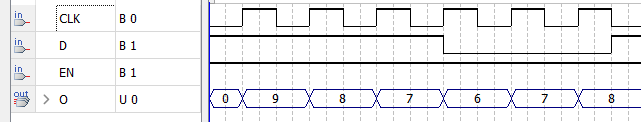 in CLK B 0
in D B 1
in EN B 1
out > O U 0 0 9 8 7 6 7 8